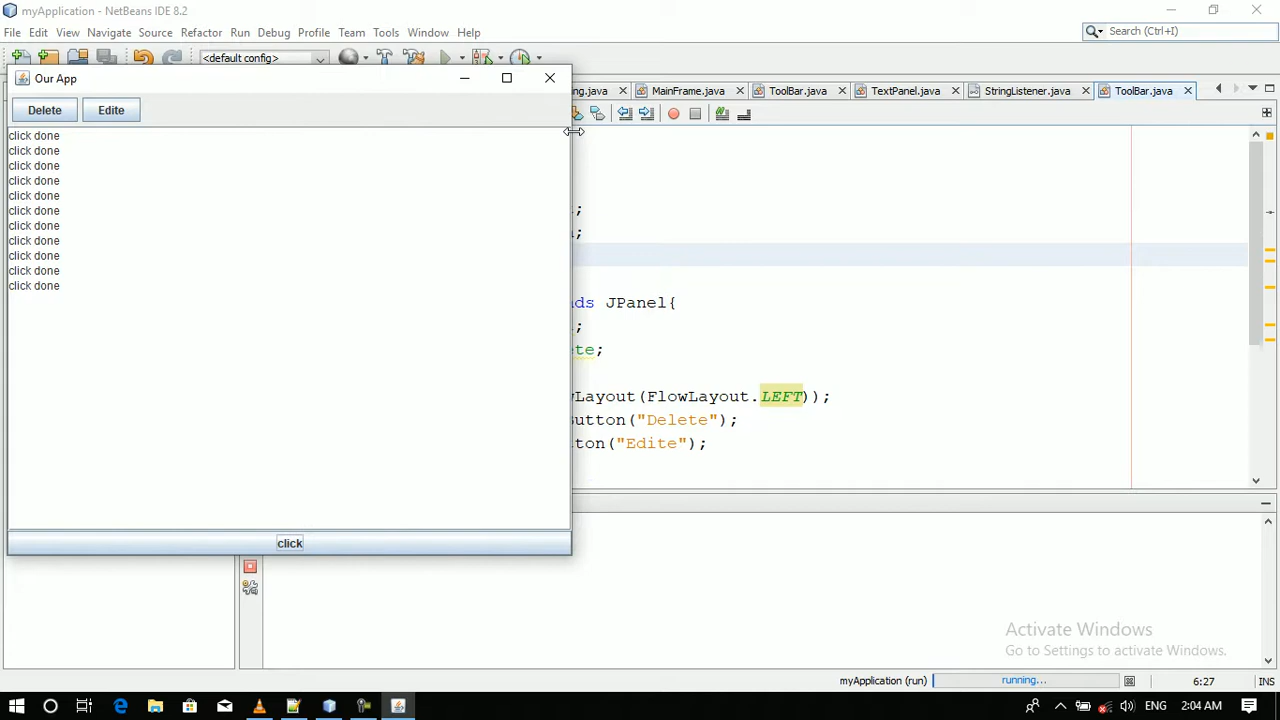 myApplication - NetBeans IDE 8.2
File Edit View Navigate Source Refactor Run Debug Profile Team Tools Window Help
Search (Ctrl+I)
<default config>
Our App
MainFrame.java ToolBar.java TextPanel.java StringListener.java ToolBar.java
Delete Edite
click done
click done
click done
click done
click done
click done
click done
click done
click done
click done
click done
click
JPanel{
(FlowLayout.LEFT));
("Delete");
("Edite");
Activate Windows
Go to Settings to activate Windows.
myApplication (run) running... 6:27 INS
ENG 2:04 AM